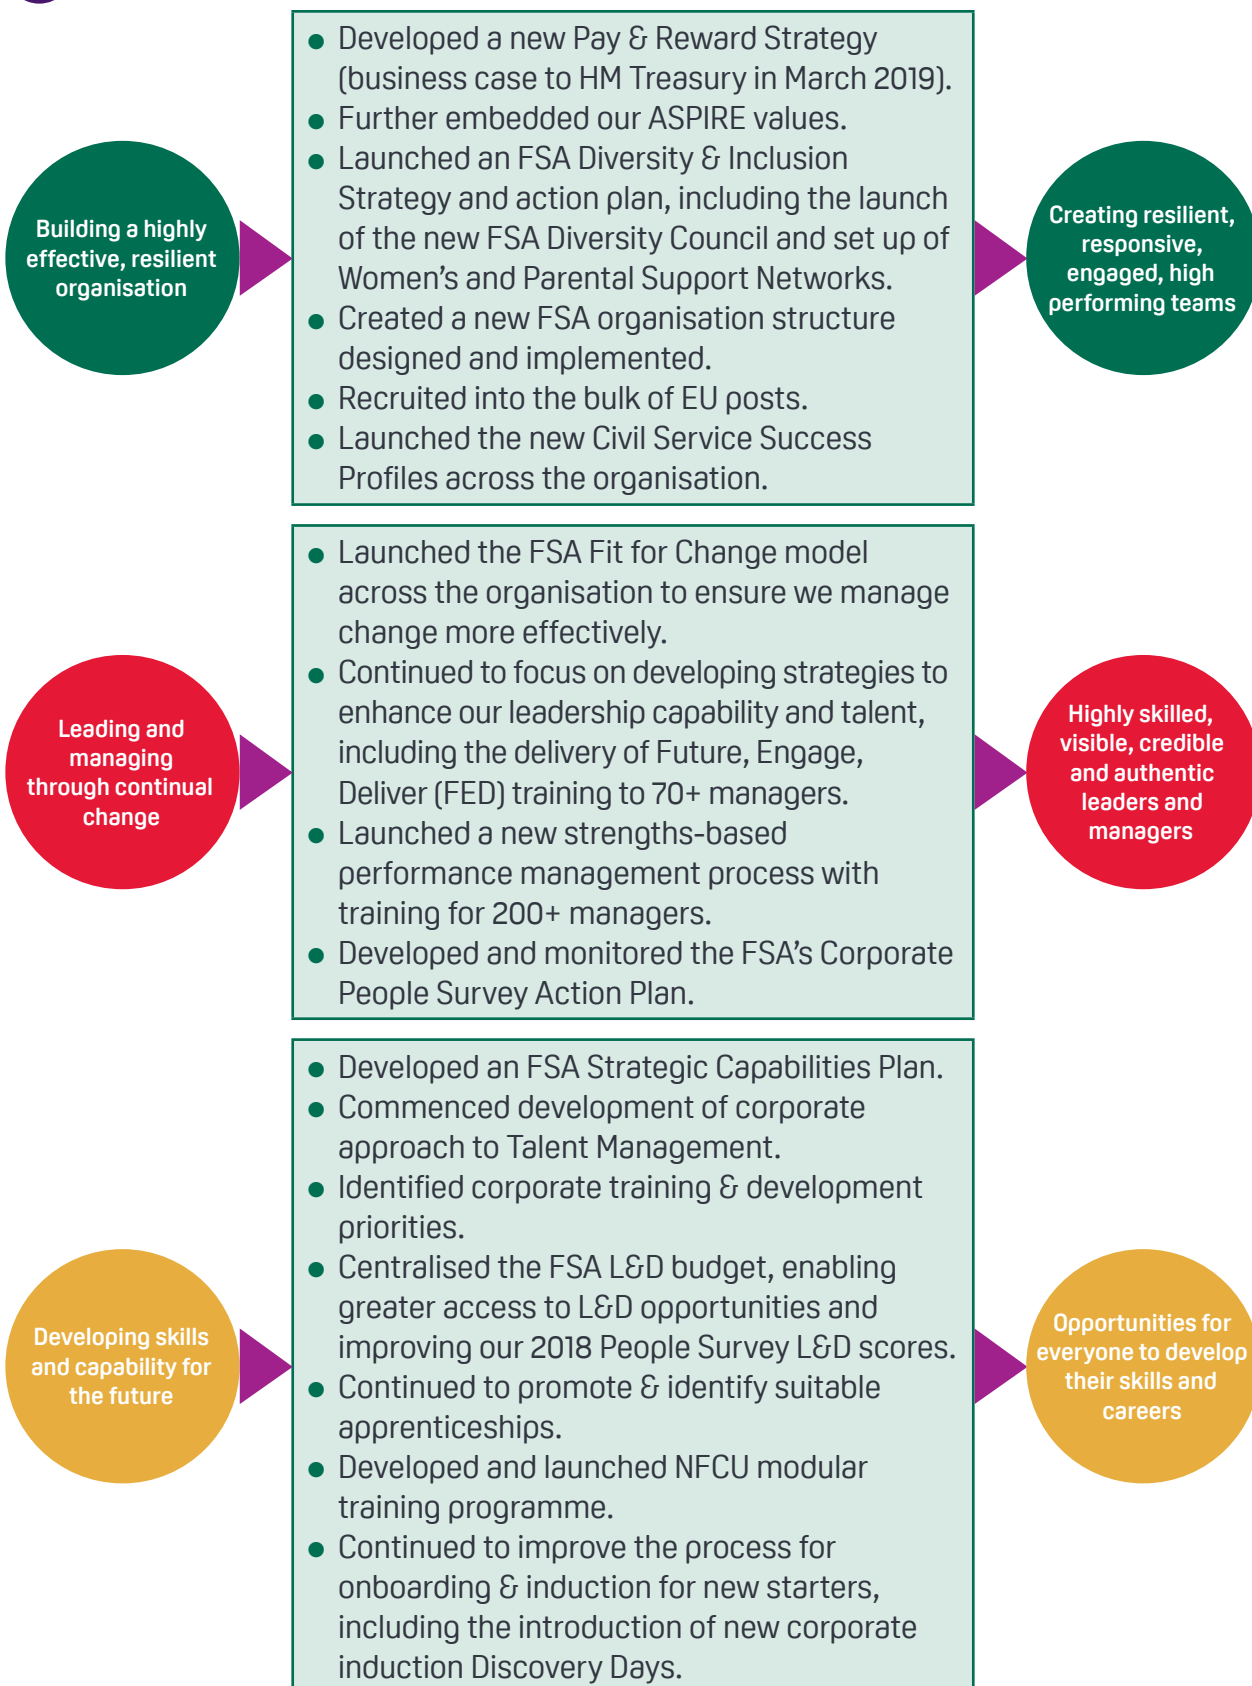 Building a highly
effective, resilient
organisation
● Developed a new Pay & Reward Strategy
(business case to HM Treasury in March 2019).
● Further embedded our ASPIRE values.
● Launched an FSA Diversity & Inclusion
Strategy and action plan, including the launch
of the new FSA Diversity Council and set up of
Women's and Parental Support Networks.
● Created a new FSA organisation structure
designed and implemented.
● Recruited into the bulk of EU posts.
● Launched the new Civil Service Success
Profiles across the organisation.
Creating resilient,
responsive,
engaged, high
performing teams
Leading and
managing
through continual
change
● Launched the FSA Fit for Change model
across the organisation to ensure we manage
change more effectively.
● Continued to focus on developing strategies to
enhance our leadership capability and talent,
including the delivery of Future, Engage,
Deliver (FED) training to 70+ managers.
● Launched a new strengths-based
performance management process with
training for 200+ managers.
● Developed and monitored the FSA's Corporate
People Survey Action Plan.
Highly skilled,
visible, credible
and authentic
leaders and
managers
Developing skills
and capability for
the future
● Developed an FSA Strategic Capabilities Plan.
● Commenced development of corporate
approach to Talent Management.
● Identified corporate training & development
priorities.
● Centralised the FSA L&D budget, enabling
greater access to L&D opportunities and
improving our 2018 People Survey L&D scores.
● Continued to promote & identify suitable
apprenticeships.
● Developed and launched NFCU modular
training programme.
● Continued to improve the process for
onboarding & induction for new starters,
including the introduction of new corporate
induction Discovery Days.
Opportunities for
everyone to develop
their skills and
careers